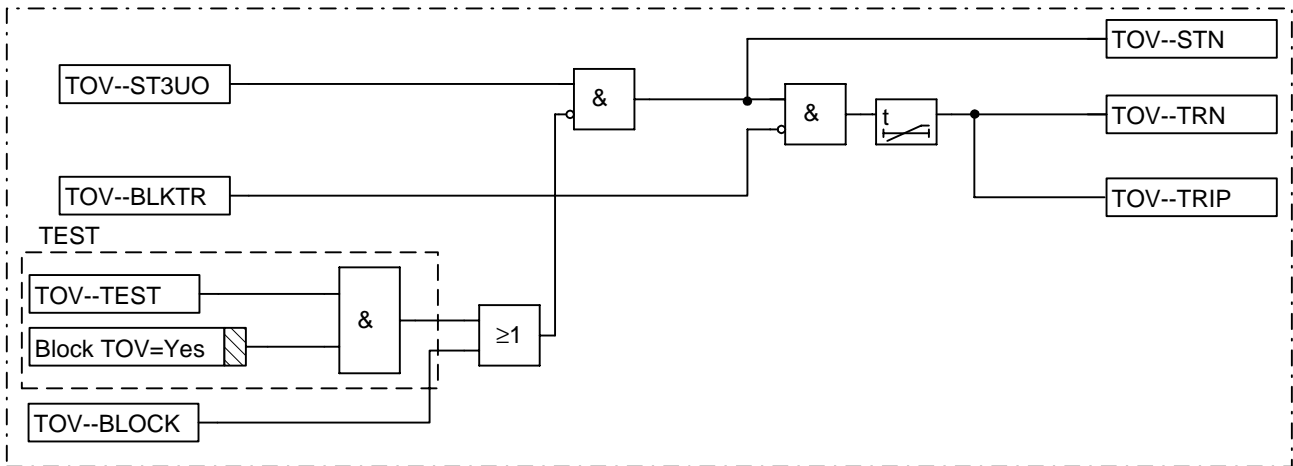 TOV--STN
TOV--ST3UO
&
&
t
TOV--TRN
TOV--BLKTR
TOV--TRIP
TEST
TOV--TEST
&
≥1
Block TOV=Yes
TOV--BLOCK